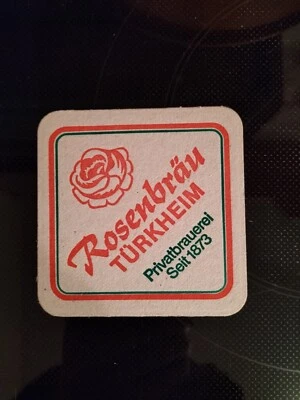 Rosenbräu
TÜRKHEIM
Privatbrauerei
Seit 1873